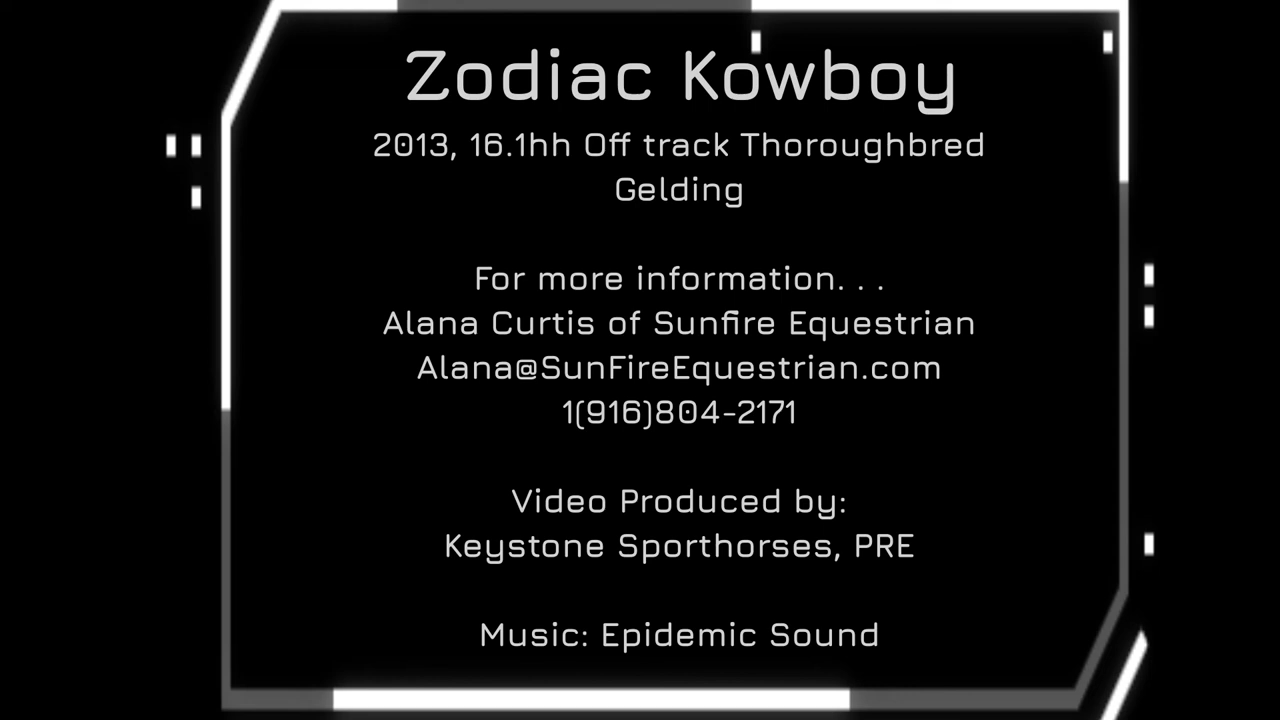 Zodiac Kowboy
2013, 16.1hh Off track Thoroughbred
Gelding
For more information. . .
Alana Curtis of Sunfire Equestrian
Alana@SunFireEquestrian.com
1(916)804-2171
Video Produced by:
Keystone Sporthorses, PRE
Music: Epidemic Sound